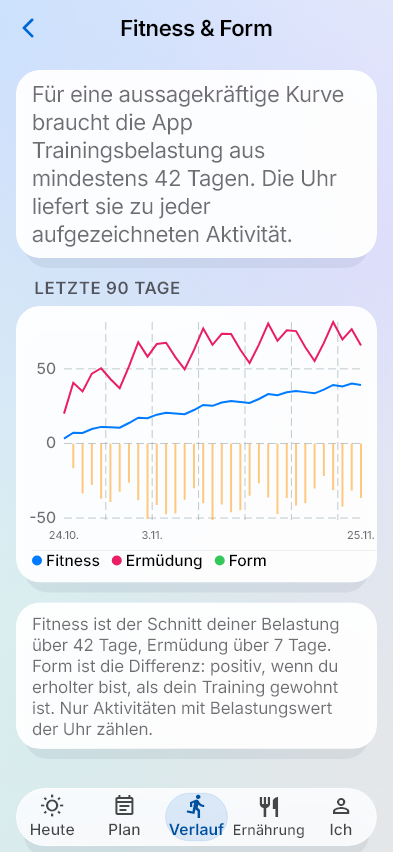 Fitness & Form
Für eine aussagekräftige Kurve
braucht die App
Trainingsbelastung aus
mindestens 42 Tagen. Die Uhr
liefert sie zu jeder
aufgezeichneten Aktivität.
LETZTE 90 TAGE
50
0
-50
24.10. 3.11. 25.11.
Fitness Ermüdung Form
Fitness ist der Schnitt deiner Belastung
über 42 Tage, Ermüdung über 7 Tage.
Form ist die Differenz: positiv, wenn du
erholter bist, als dein Training gewohnt
ist. Nur Aktivitäten mit Belastungswert
der Uhr zählen.
Heute Plan Verlauf Ernährung Ich